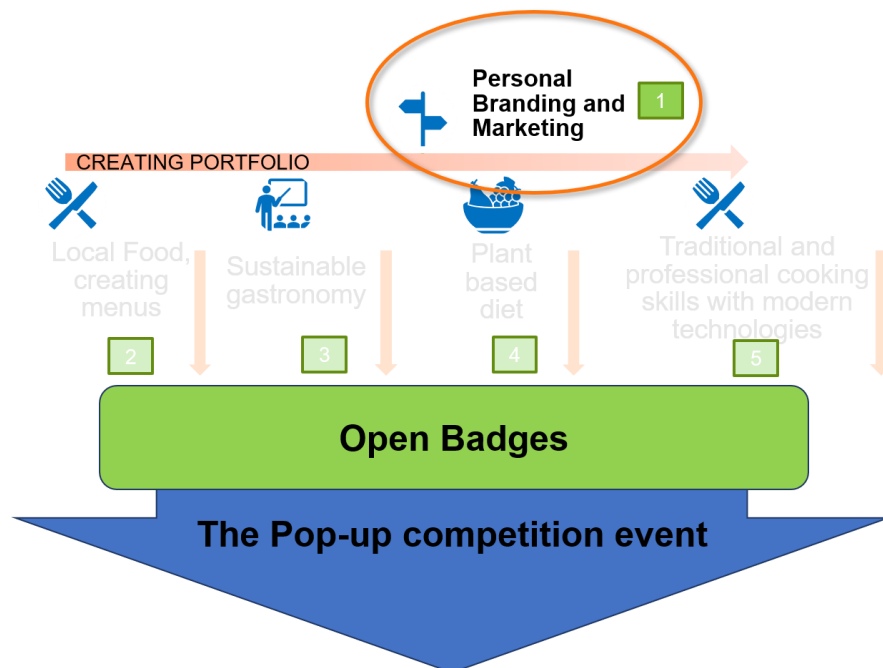 Personal
Branding and
Marketing
1
CREATING PORTFOLIO
Local Food,
creating
menus
2
Sustainable
gastronomy
3
Plant
based
diet
4
Traditional and
professional cooking
skills with modern
technologies
5
Open Badges
The Pop-up competition event